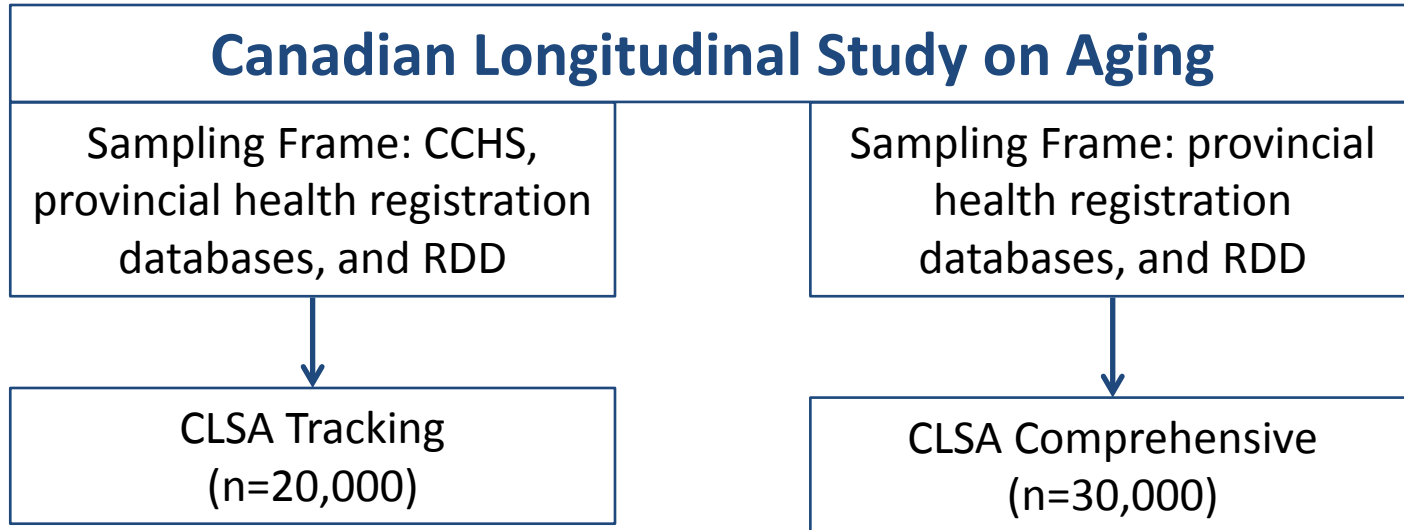 Canadian Longitudinal Study on Aging
Sampling Frame: CCHS,
provincial health registration
databases, and RDD
Sampling Frame: provincial
health registration
databases, and RDD
CLSA Tracking
(n=20,000)
CLSA Comprehensive
(n=30,000)